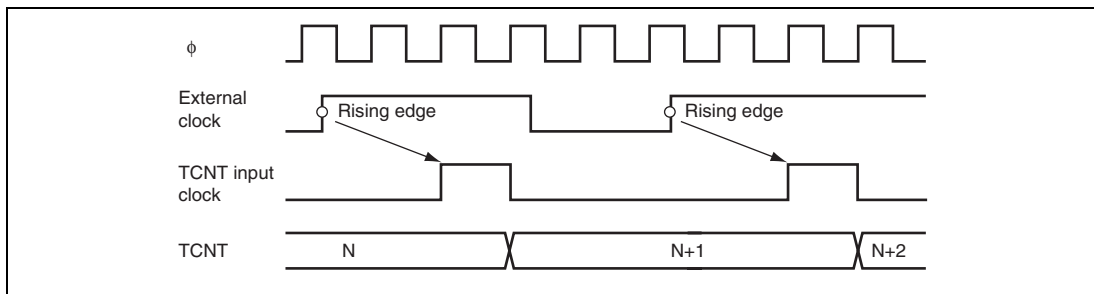 ϕ
External
clock
Rising edge
Rising edge
TCNT input
clock
TCNT
N
N+1
N+2